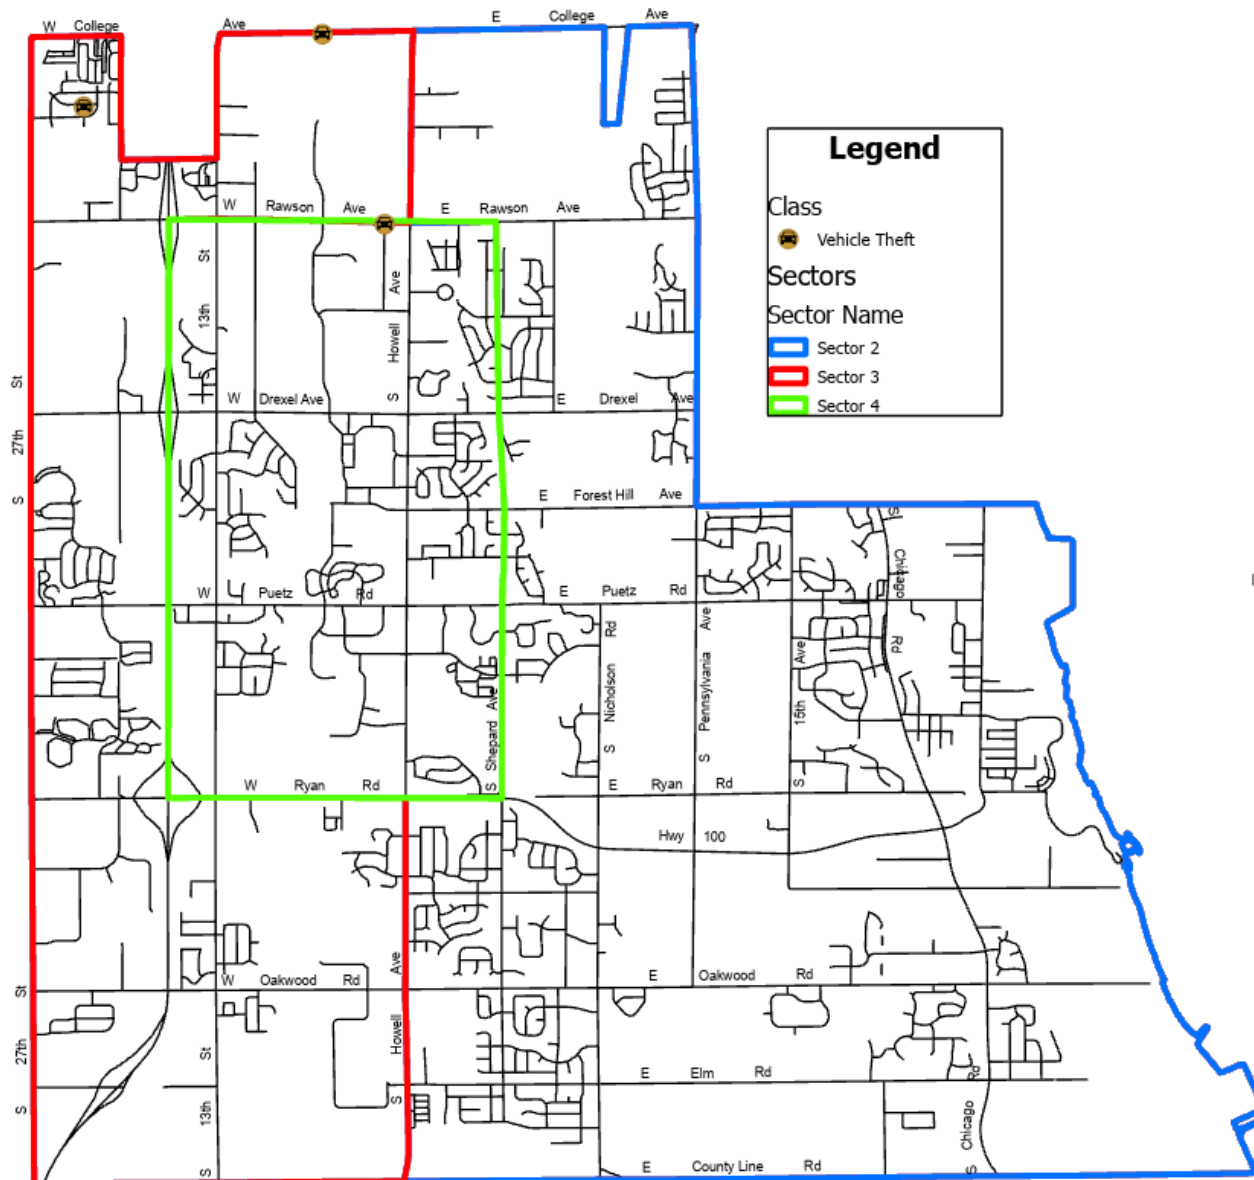 W College Ave E College Ave
Legend
Class
Vehicle Theft
Sectors
Sector Name
Sector 2
Sector 3
Sector 4
W Rawson Ave E Rawson Ave
S 13th St
S Howell Ave
S 27th St
W Drexel Ave E Drexel Ave
E Forest Hill Ave
S Chicago Rd
W Puetz Rd E Puetz Rd
S Nicholson Rd
S Pennsylvania Ave
S 15th Ave
S Shepard Ave
W Ryan Rd E Ryan Rd
Hwy 100
W Oakwood Rd E Oakwood Rd
S 27th St
S 13th St
S Howell Ave
E Elm Rd
S Chicago Rd
E County Line Rd